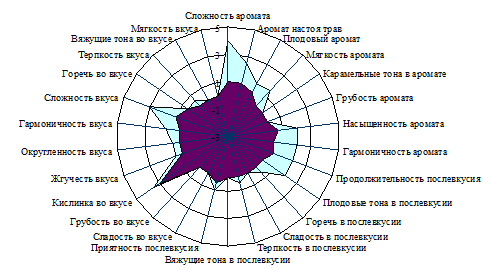 Сложность аромата
Мягкость вкуса
Аромат настоя трав
Вяжущие тона во вкусе
Плодовый аромат
Терпкость вкуса
Мягкость аромата
Горечь во вкусе
Карамельные тона в аромате
Сложность вкуса
Грубость аромата
Гармоничность вкуса
Насыщенность аромата
Округленность вкуса
Гармоничность аромата
Жгучесть вкуса
Продолжительность послевкусия
Кислинка во вкусе
Плодовые тона в послевкусии
Грубость во вкусе
Горечь в послевкусии
Сладость во вкусе
Сладость в послевкусии
Приятность послевкусия
Терпкость в послевкусии
Вяжущие тона в послевкусии
5
3